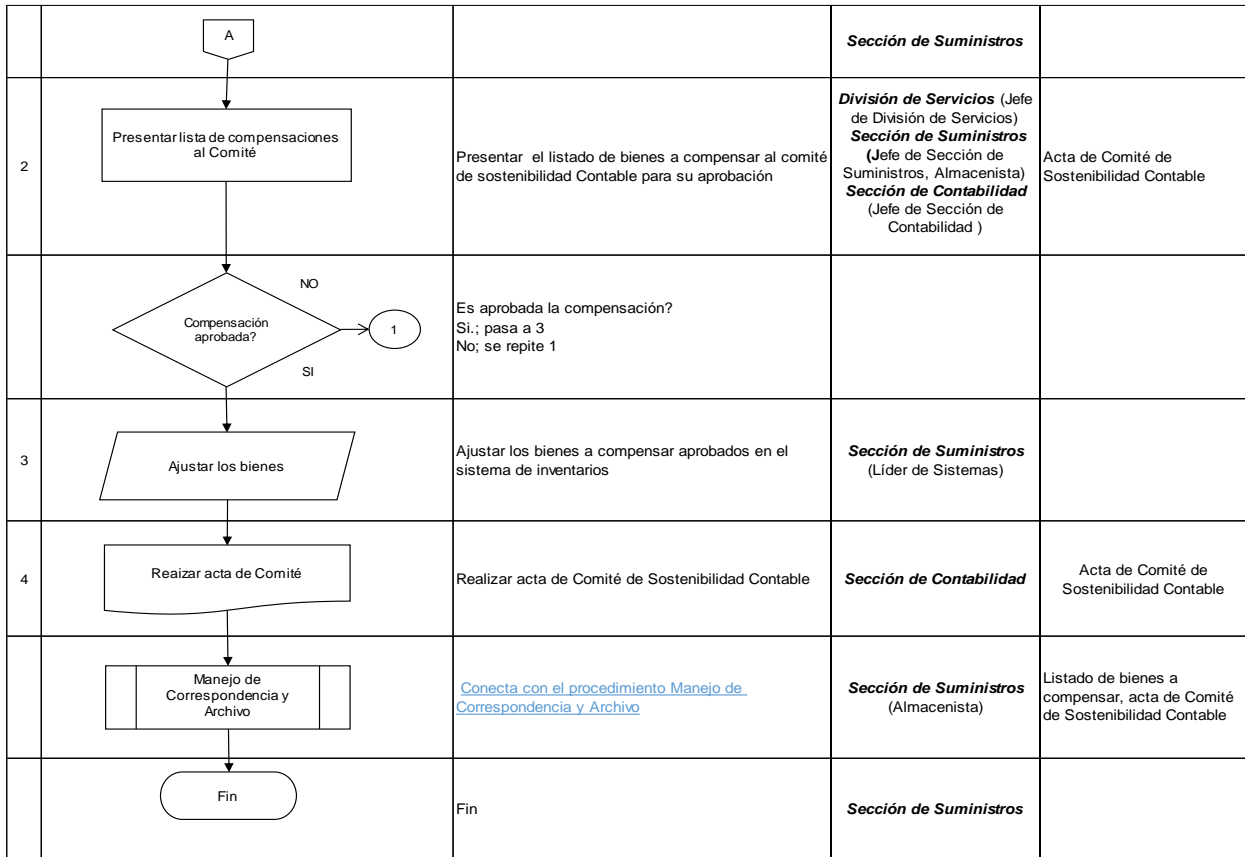 A
Sección de Suministros
2
Presentar lista de compensaciones
al Comité
Presentar  el listado de bienes a compensar al comité
de sostenibilidad Contable para su aprobación
División de Servicios (Jefe
de División de Servicios)
Sección de Suministros
(Jefe de Sección de
Suministros, Almacenista)
Sección de Contabilidad
(Jefe de Sección de
Contabilidad )
Acta de Comité de
Sostenibilidad Contable
NO
Compensación
aprobada?
1
SI
Es aprobada la compensación?
Si.; pasa a 3
No; se repite 1
3
Ajustar los bienes
Ajustar los bienes a compensar aprobados en el
sistema de inventarios
Sección de Suministros
(Líder de Sistemas)
4
Reaizar acta de Comité
Realizar acta de Comité de Sostenibilidad Contable
Sección de Contabilidad
Acta de Comité de
Sostenibilidad Contable
Manejo de
Correspondencia y
Archivo
Conecta con el procedimiento Manejo de
Correspondencia y Archivo
Sección de Suministros
(Almacenista)
Listado de bienes a
compensar, acta de Comité
de Sostenibilidad Contable
Fin
Fin
Sección de Suministros